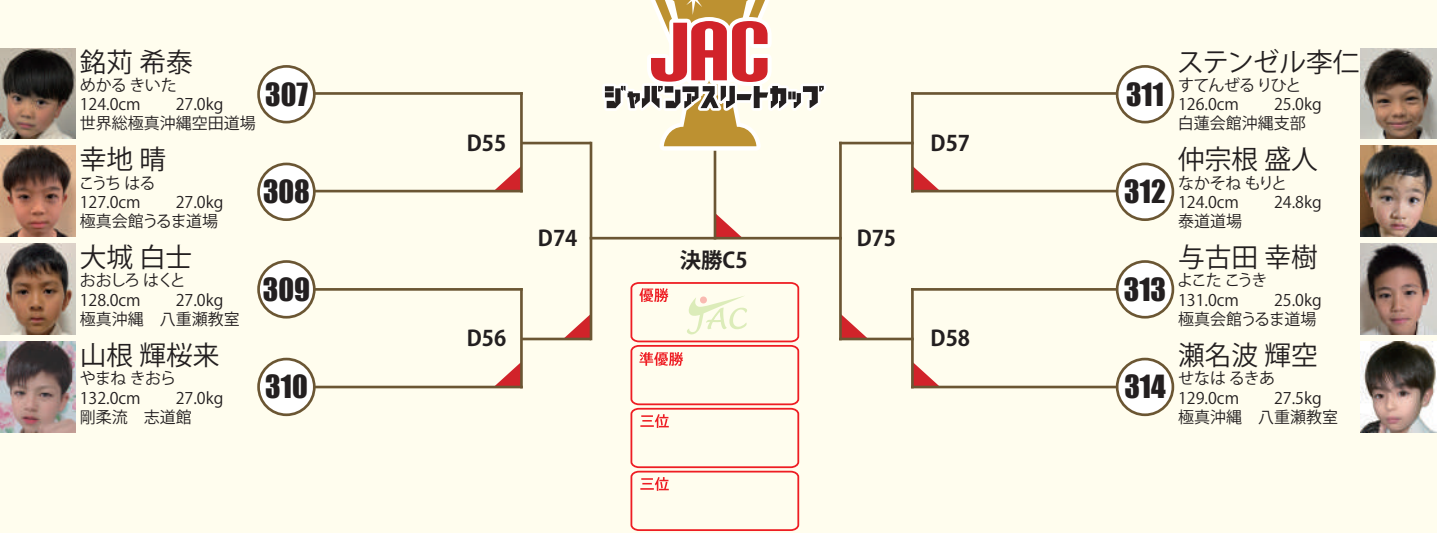 JAC
ジャパンアスリートカップ
銘苅 希泰
めかる きいた
124.0cm 27.0kg
世界総極真沖縄空田道場
307
幸地 晴
こうち はる
127.0cm 27.0kg
極真会館うるま道場
308
大城 白士
おおしろ はくと
128.0cm 27.0kg
極真沖縄 八重瀬教室
309
山根 輝桜来
やまね きおら
132.0cm 27.0kg
剛柔流 志道館
310
D55
D56
D74
決勝C5
優勝
JAC
準優勝
三位
三位
D75
D57
D58
311
ステンゼル李仁
すてんぜる りひと
126.0cm 25.0kg
白蓮会館沖縄支部
312
仲宗根 盛人
なかそね もりと
124.0cm 24.8kg
泰道道場
313
与古田 幸樹
よこた こうき
131.0cm 25.0kg
極真会館うるま道場
314
瀬名波 輝空
せなは るきあ
129.0cm 27.5kg
極真沖縄 八重瀬教室